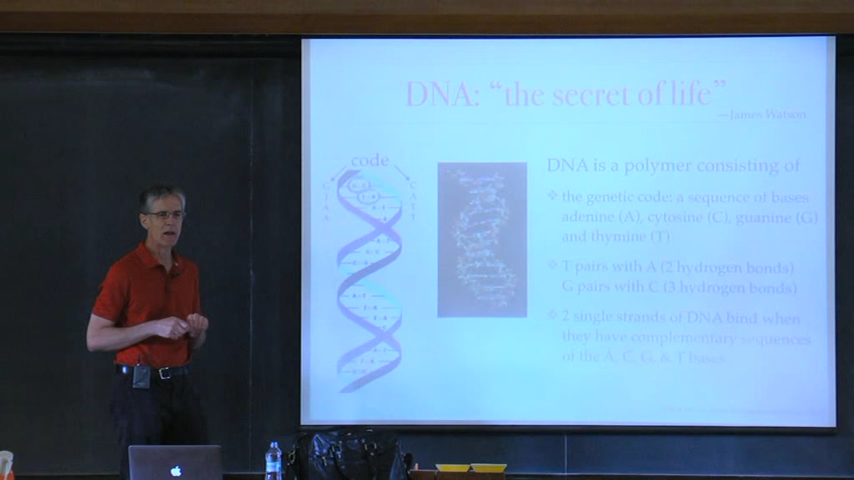 DNA: “the secret of life”
—James Watson
code
DNA is a polymer consisting of
❖ the genetic code: a sequence of bases
adenine (A), cytosine (C), guanine (G)
and thymine (T)
❖ T pairs with A (2 hydrogen bonds)
G pairs with C (3 hydrogen bonds)
❖ 2 single strands of DNA bind when
they have complementary sequences
of the A, C, G, & T bases